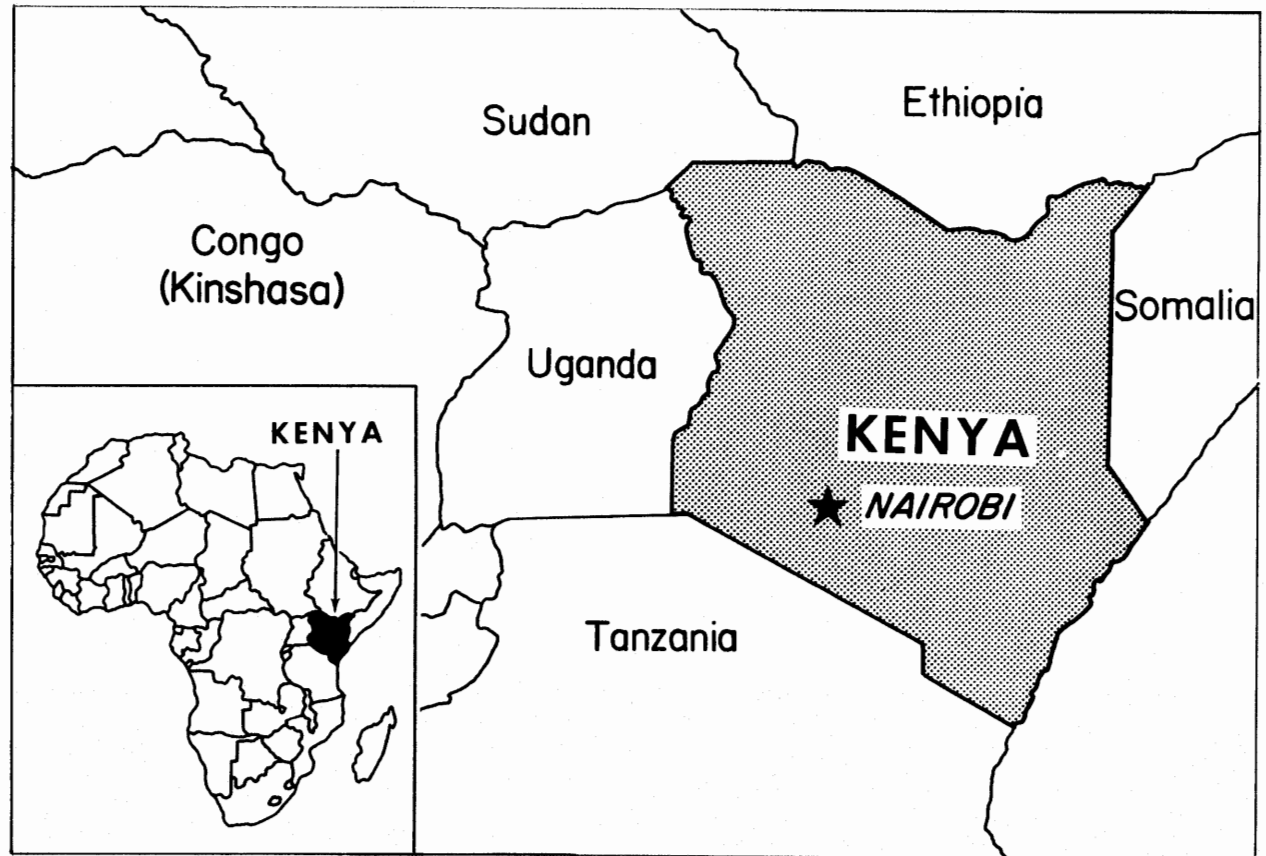 Sudan
Ethiopia
Congo
(Kinshasa)
Uganda
Somalia
KENYA
NAIROBI
Tanzania
KENYA